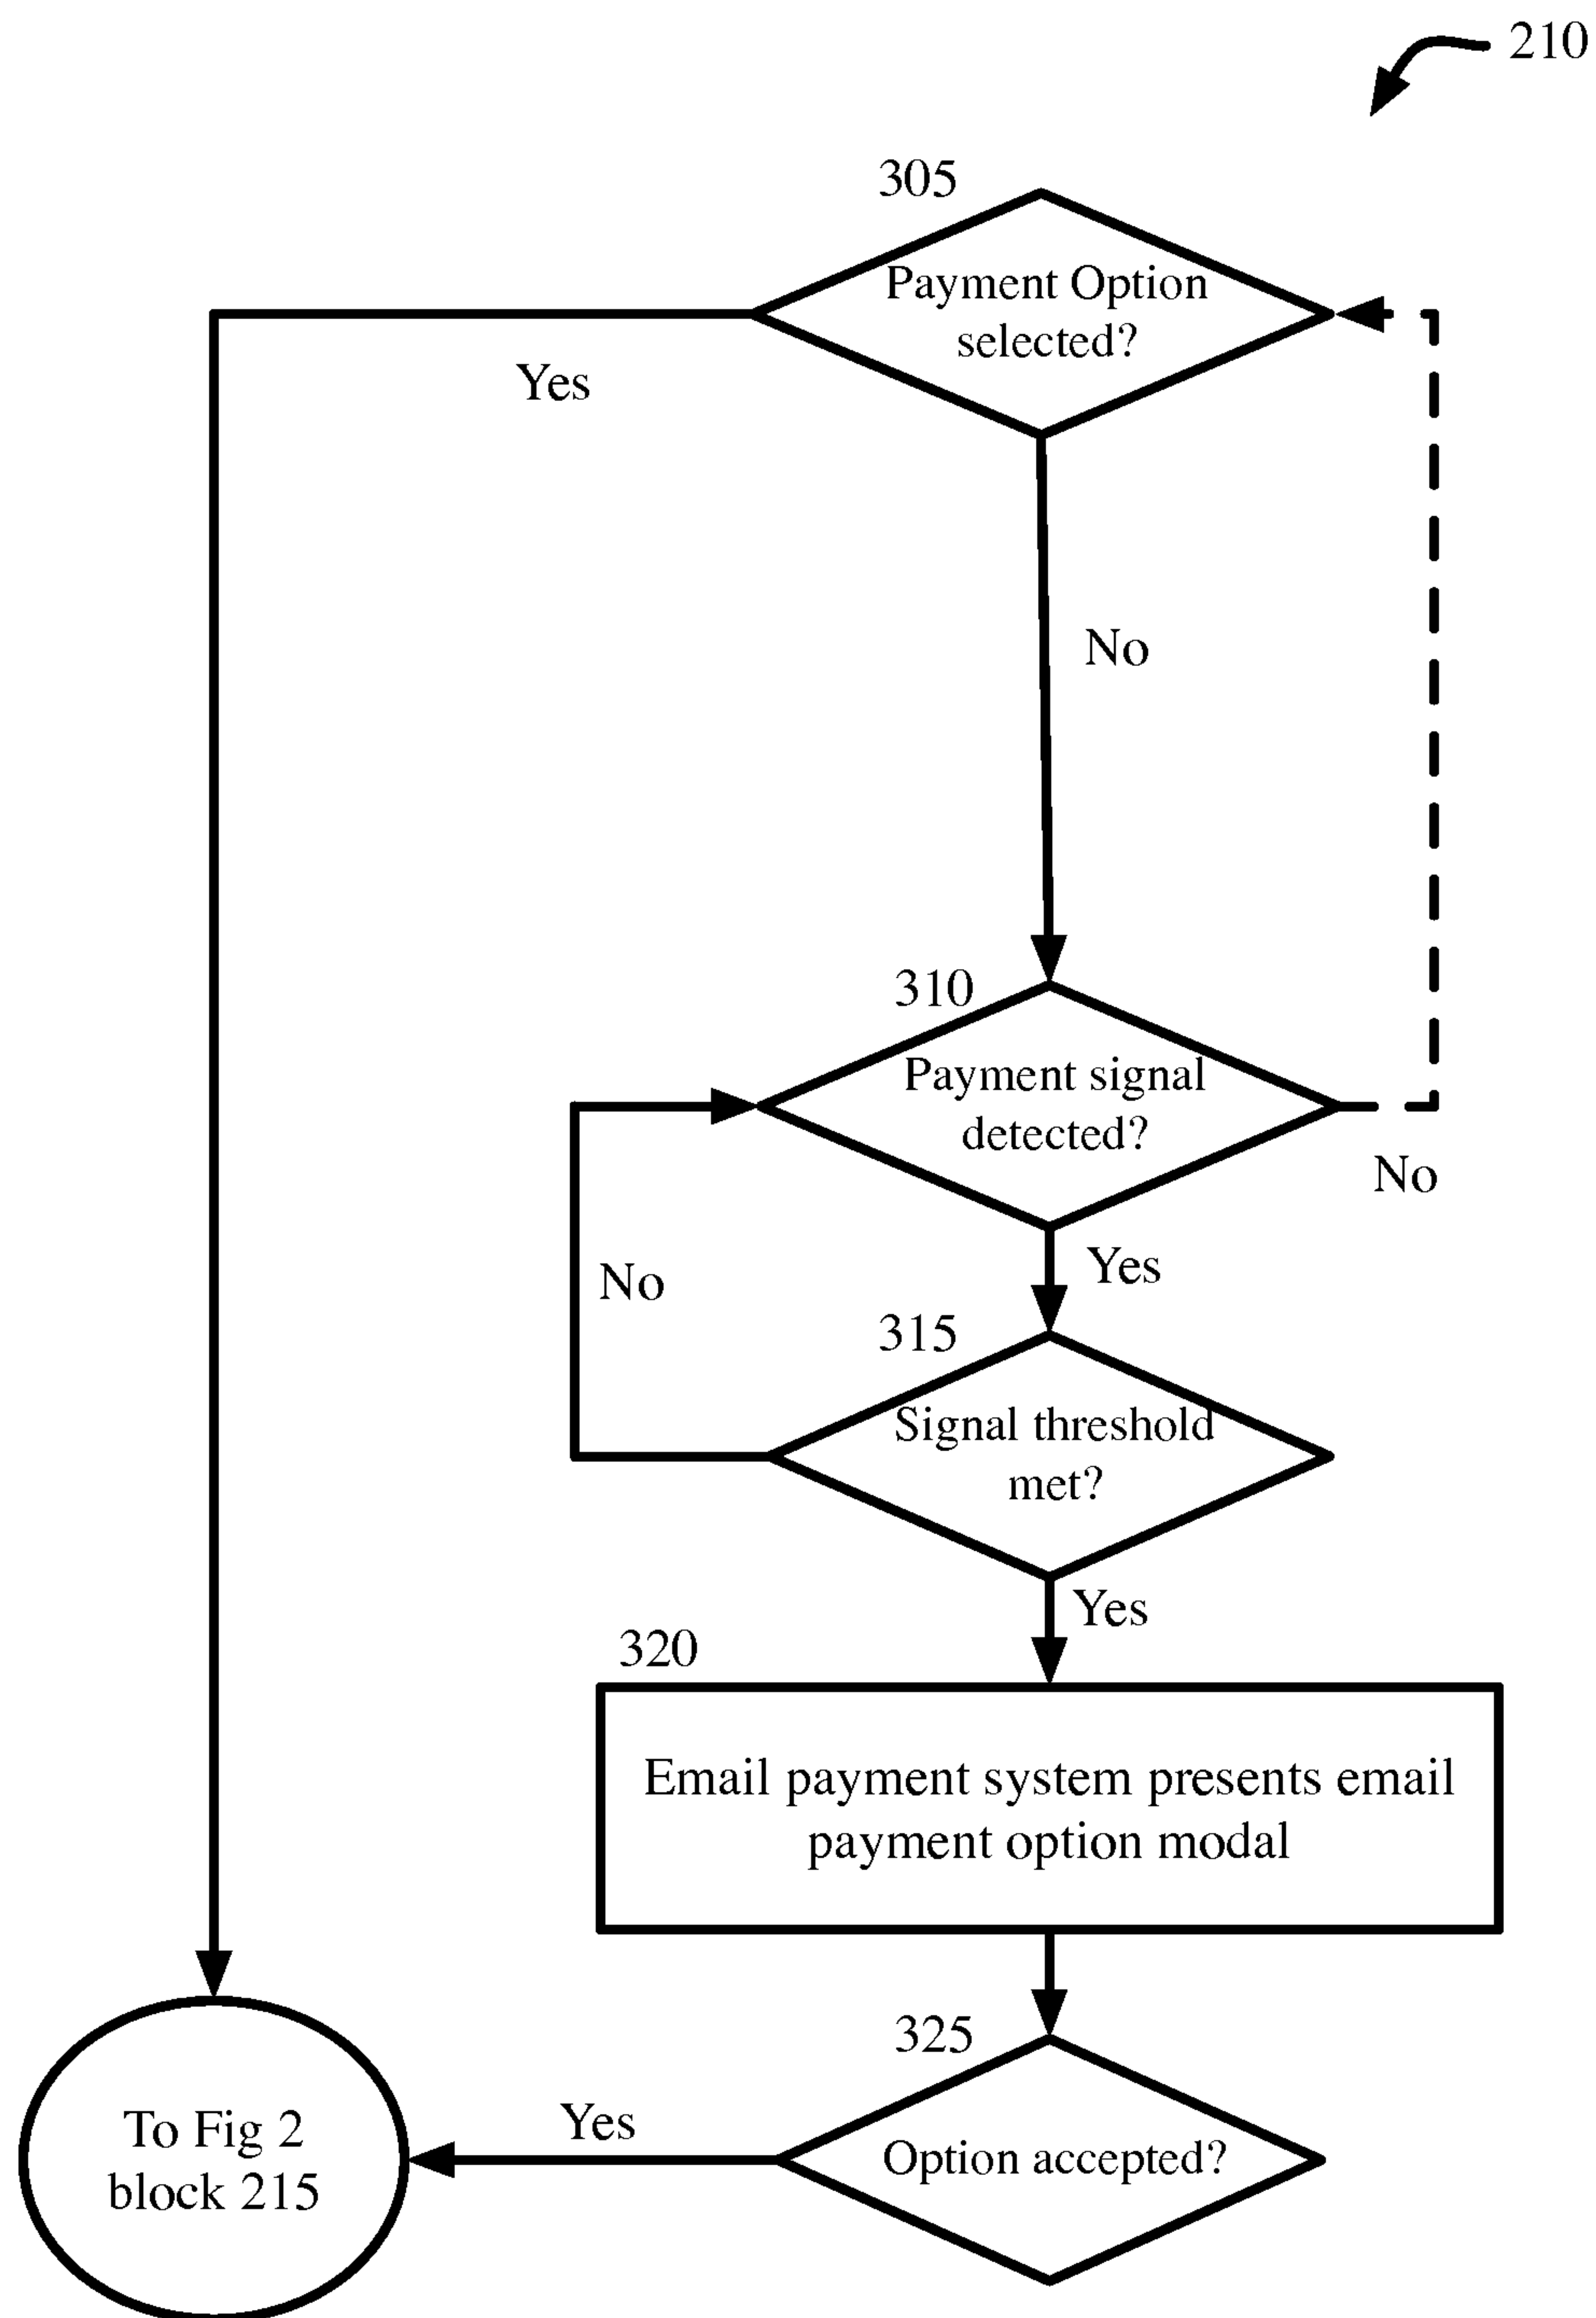 210
305
Payment Option
selected?
Yes
No
310
Payment signal
detected?
No
Yes
No
315
Signal threshold
met?
Yes
320
Email payment system presents email
payment option modal
325
Option accepted?
Yes
To Fig 2
block 215